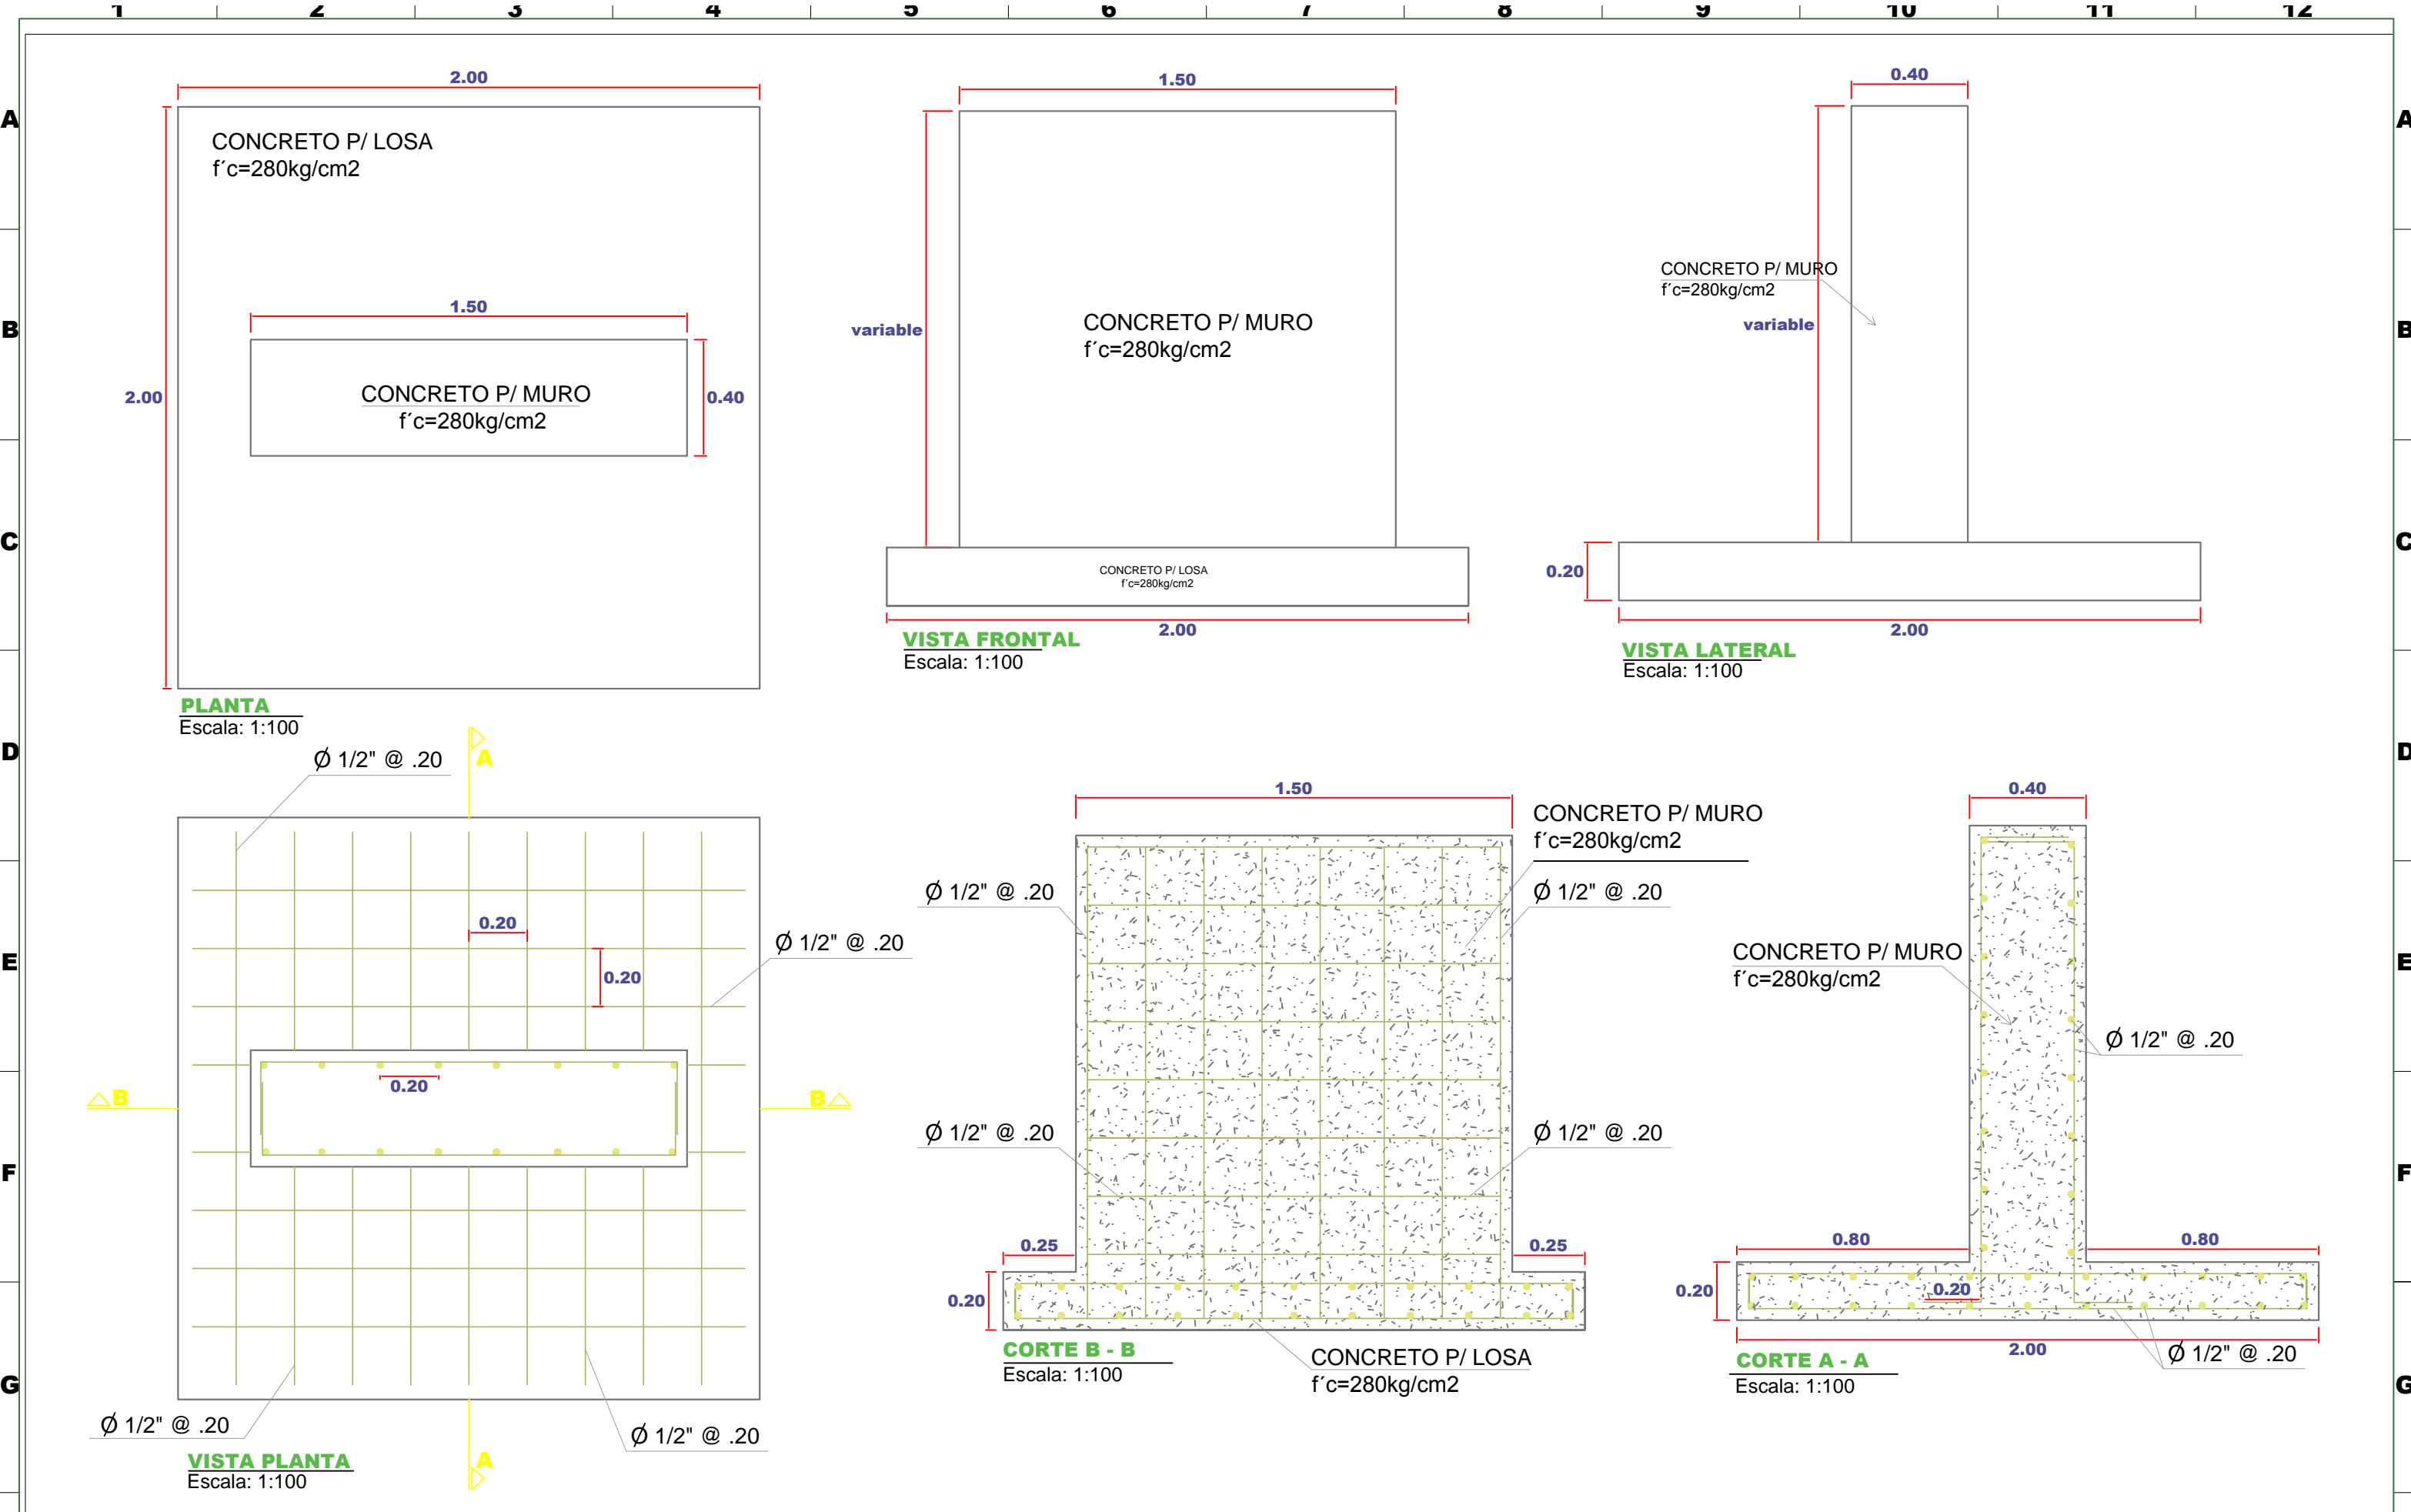 1 2 3 4 5 6 7 8 9 10 11 12
A
B
C
D
E
F
G
A
B
C
D
E
F
G
2.00
CONCRETO P/ LOSA
f´c=280kg/cm2
1.50
2.00
0.40
CONCRETO P/ MURO
f´c=280kg/cm2
PLANTA
Escala: 1:100
1.50
variable
CONCRETO P/ MURO
f´c=280kg/cm2
CONCRETO P/ LOSA
f´c=280kg/cm2
2.00
VISTA FRONTAL
Escala: 1:100
0.40
CONCRETO P/ MURO
f´c=280kg/cm2
variable
0.20
2.00
VISTA LATERAL
Escala: 1:100
Ø 1/2" @ .20
A
0.20
Ø 1/2" @ .20
0.20
0.20
B
B
Ø 1/2" @ .20
Ø 1/2" @ .20
A
VISTA PLANTA
Escala: 1:100
1.50
CONCRETO P/ MURO
f´c=280kg/cm2
Ø 1/2" @ .20
Ø 1/2" @ .20
Ø 1/2" @ .20
Ø 1/2" @ .20
0.25
0.25
0.20
CORTE B - B
Escala: 1:100
CONCRETO P/ LOSA
f´c=280kg/cm2
0.40
CONCRETO P/ MURO
f´c=280kg/cm2
Ø 1/2" @ .20
0.80
0.80
0.20
0.20
2.00
Ø 1/2" @ .20
CORTE A - A
Escala: 1:100